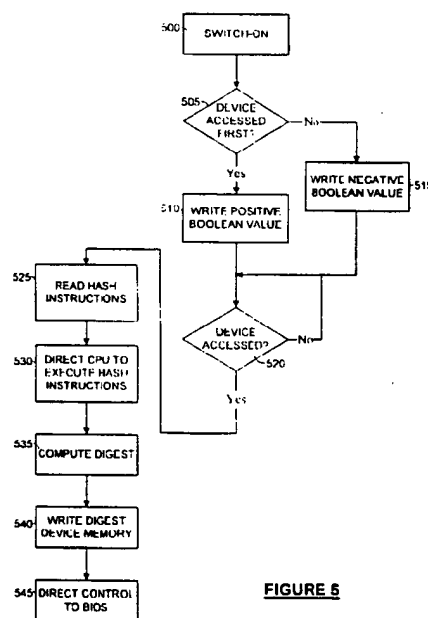 500
SWITCH-ON
505
DEVICE
ACCESSED
FIRST?
No
Yes
510
WRITE POSITIVE
BOOLEAN VALUE
WRITE NEGATIVE
BOOLEAN VALUE
515
525
READ HASH
INSTRUCTIONS
DEVICE
ACCESSED?
No
520
Yes
530
DIRECT CPU TO
EXECUTE HASH
INSTRUCTIONS
535
COMPUTE DIGEST
540
WRITE DIGEST
DEVICE MEMORY
545
DIRECT CONTROL
TO BIOS
FIGURE 5